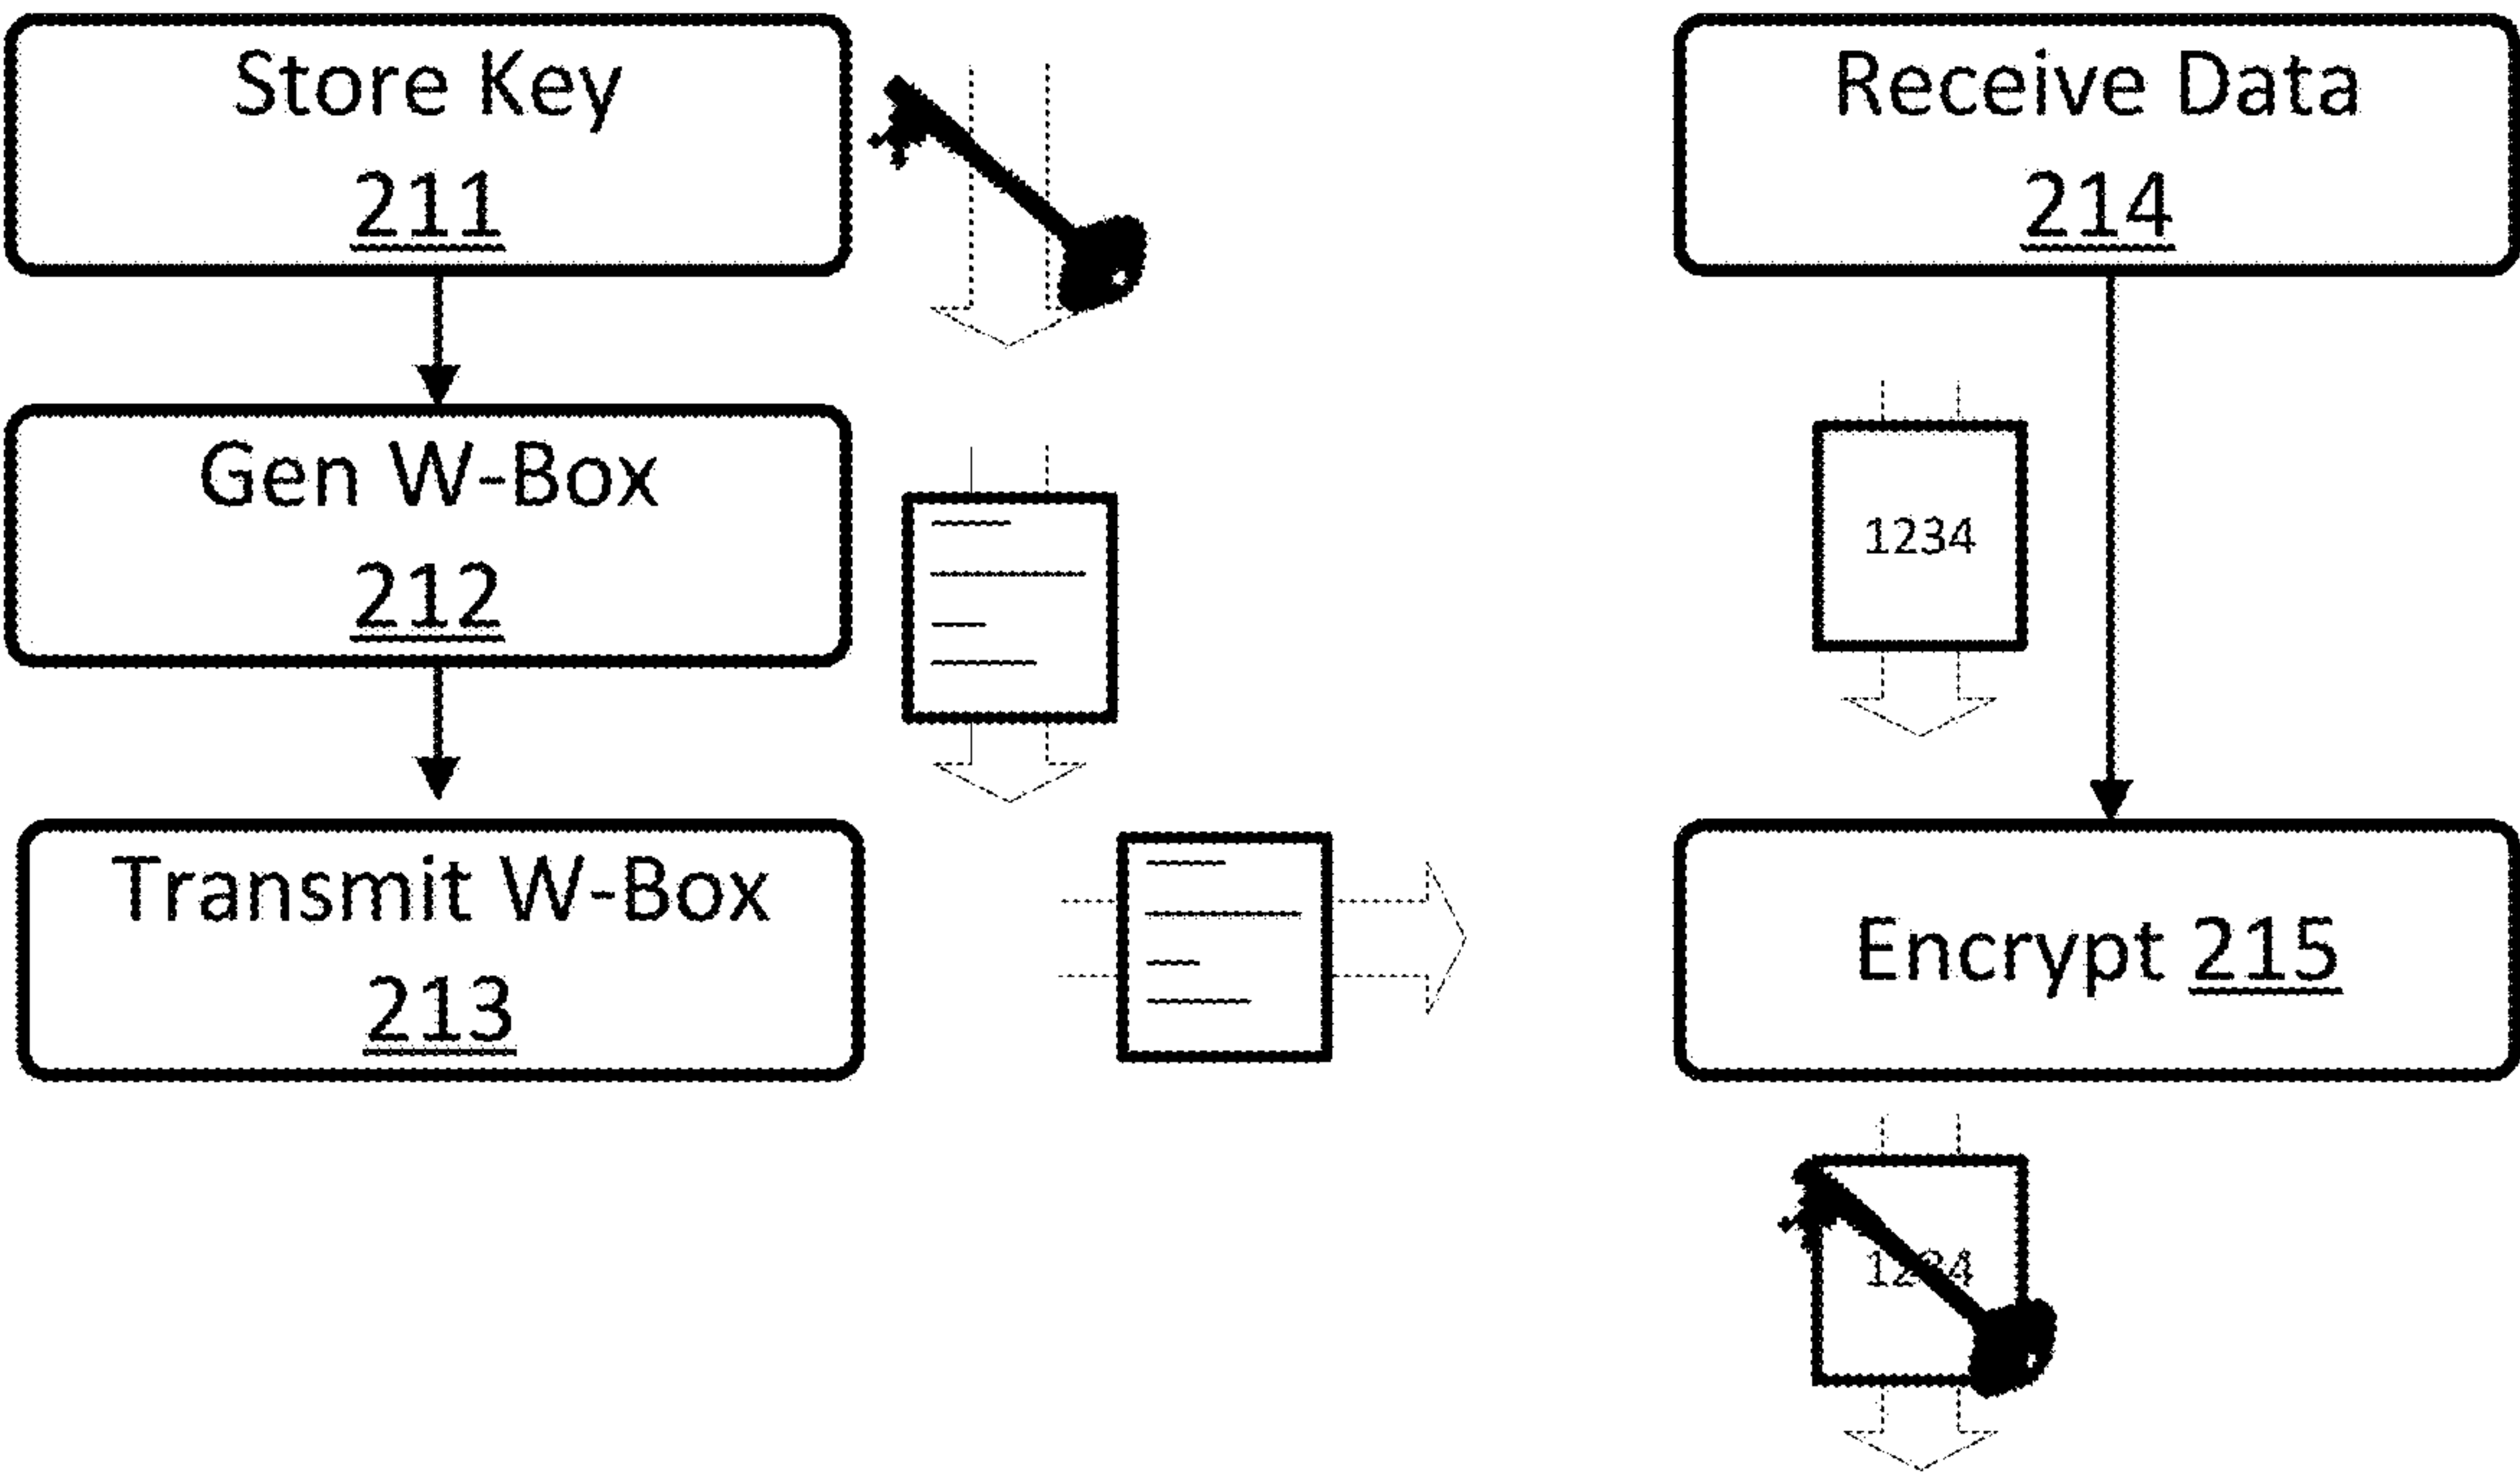 Store Key
211
Receive Data
214
Gen W-Box
212
1234
Transmit W-Box
213
Encrypt 215